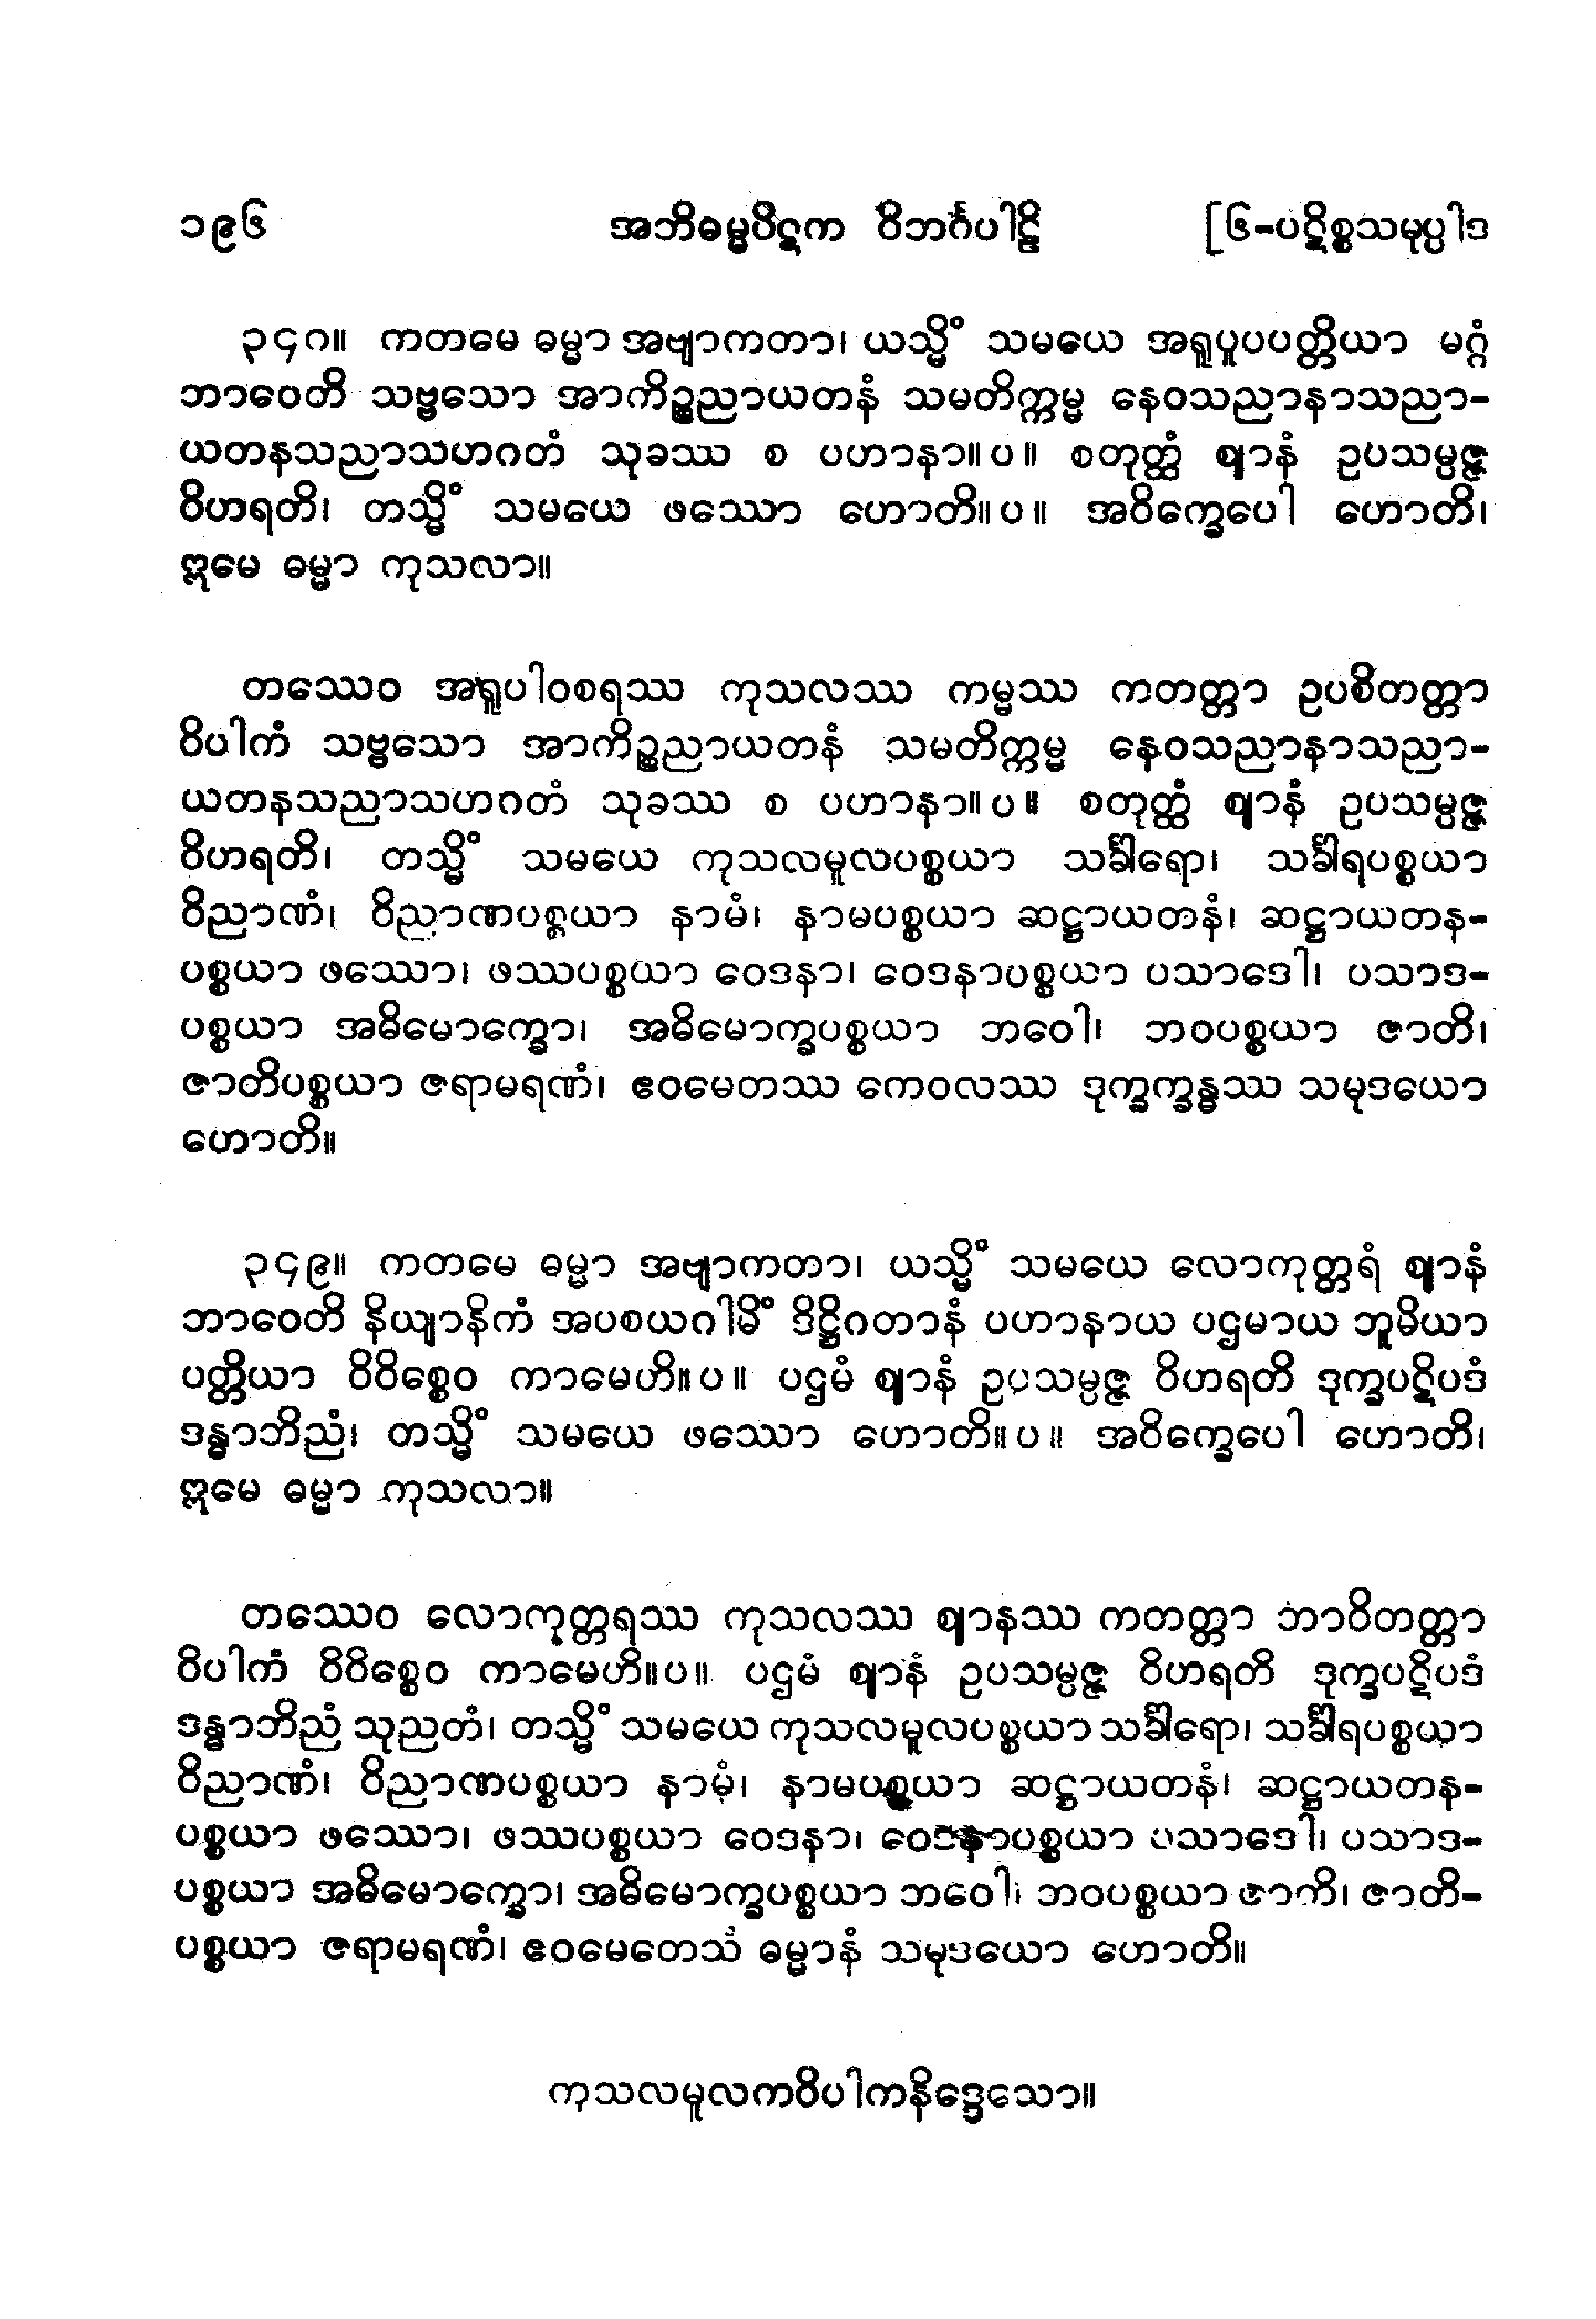 ၁၉၆ အဘိဓမ္မပိဋက ဝိဘင်္ဂပါဠိ [၆-ပဋိစ္စသမုပ္ပါဒ
၃၄၈။ ကတမေ ဓမ္မာ အဗျာကတာ၊ ယသ္မိံ သမယေ အရူပူပပတ္တိယာ မဂ္ဂံ
ဘာဝေတိ သဗ္ဗသော အာကိဉ္စညာယတနံ သမတိက္ကမ္မ နေဝသညာနာသညာ-
ယတနသညာသဟဂတံ သုခဿ စ ပဟာနာ။ပ။ စတုတ္ထံ ဈာနံ ဥပသမ္ပဇ္ဇ
ဝိဟရတိ၊ တသ္မိံ သမယေ ဖဿော ဟောတိ။ပ။ အဝိက္ခေပေါ ဟောတိ၊
ဣမေ ဓမ္မာ ကုသလာ။
တဿေဝ အရူပါဝစရဿ ကုသလဿ ကမ္မဿ ကတတ္တာ ဥပစိတတ္တာ
ဝိပါကံ သဗ္ဗသော အာကိဉ္စညာယတနံ သမတိက္ကမ္မ နေဝသညာနာသညာ-
ယတနသညာသဟဂတံ သုခဿ စ ပဟာနာ။ပ။ စတုတ္ထံ ဈာနံ ဥပသမ္ပဇ္ဇ
ဝိဟရတိ၊ တသ္မိံ သမယေ ကုသလမူလပစ္စယာ သင်္ခါရော၊ သင်္ခါရပစ္စယာ
ဝိညာဏံ၊ ဝိညာဏပစ္စယာ နာမံ၊ နာမပစ္စယာ ဆဋ္ဌာယတနံ၊ ဆဋ္ဌာယတန-
ပစ္စယာ ဖဿော၊ ဖဿပစ္စယာ ဝေဒနာ၊ ဝေဒနာပစ္စယာ ပသာဒေါ၊ ပသာဒ-
ပစ္စယာ အဓိမောက္ခော၊ အဓိမောက္ခပစ္စယာ ဘဝေါ၊ ဘဝပစ္စယာ ဇာတိ၊
ဇာတိပစ္စယာ ဇရာမရဏံ၊ ဧဝမေတဿ ကေဝလဿ ဒုက္ခက္ခန္ဓဿ သမုဒယော
ဟောတိ။
၃၄၉။ ကတမေ ဓမ္မာ အဗျာကတာ၊ ယသ္မိံ သမယေ လောကုတ္တရံ ဈာနံ
ဘာဝေတိ နိယျာနိကံ အပစယဂါမိံ ဒိဋ္ဌိဂတာနံ ပဟာနာယ ပဌမာယ ဘူမိယာ
ပတ္တိယာ ဝိဝိစ္စေဝ ကာမေဟိ။ပ။ ပဌမံ ဈာနံ ဥပသမ္ပဇ္ဇ ဝိဟရတိ ဒုက္ခပဋိပဒံ
ဒန္ဓာဘိညံ၊ တသ္မိံ သမယေ ဖဿော ဟောတိ။ပ။ အဝိက္ခေပေါ ဟောတိ၊
ဣမေ ဓမ္မာ ကုသလာ။
တဿေဝ လောကုတ္တရဿ ကုသလဿ ဈာနဿ ကတတ္တာ ဘာဝိတတ္တာ
ဝိပါကံ ဝိဝိစ္စေဝ ကာမေဟိ။ပ။ ပဌမံ ဈာနံ ဥပသမ္ပဇ္ဇ ဝိဟရတိ ဒုက္ခပဋိပဒံ
ဒန္ဓာဘိညံ သုညတံ၊ တသ္မိံ သမယေ ကုသလမူလပစ္စယာ သင်္ခါရော၊ သင်္ခါရပစ္စယာ
ဝိညာဏံ၊ ဝိညာဏပစ္စယာ နာမံ၊ နာမပစ္စယာ ဆဋ္ဌာယတနံ၊ ဆဋ္ဌာယတန-
ပစ္စယာ ဖဿော၊ ဖဿပစ္စယာ ဝေဒနာ၊ ဝေဒနာပစ္စယာ ပသာဒေါ၊ ပသာဒ-
ပစ္စယာ အဓိမောက္ခော၊ အဓိမောက္ခပစ္စယာ ဘဝေါ၊ ဘဝပစ္စယာ ဇာတိ၊ ဇာတိ-
ပစ္စယာ ဇရာမရဏံ၊ ဧဝမေတေသံ ဓမ္မာနံ သမုဒယော ဟောတိ။
ကုသလမူလကဝိပါကနိဒ္ဒေသော။